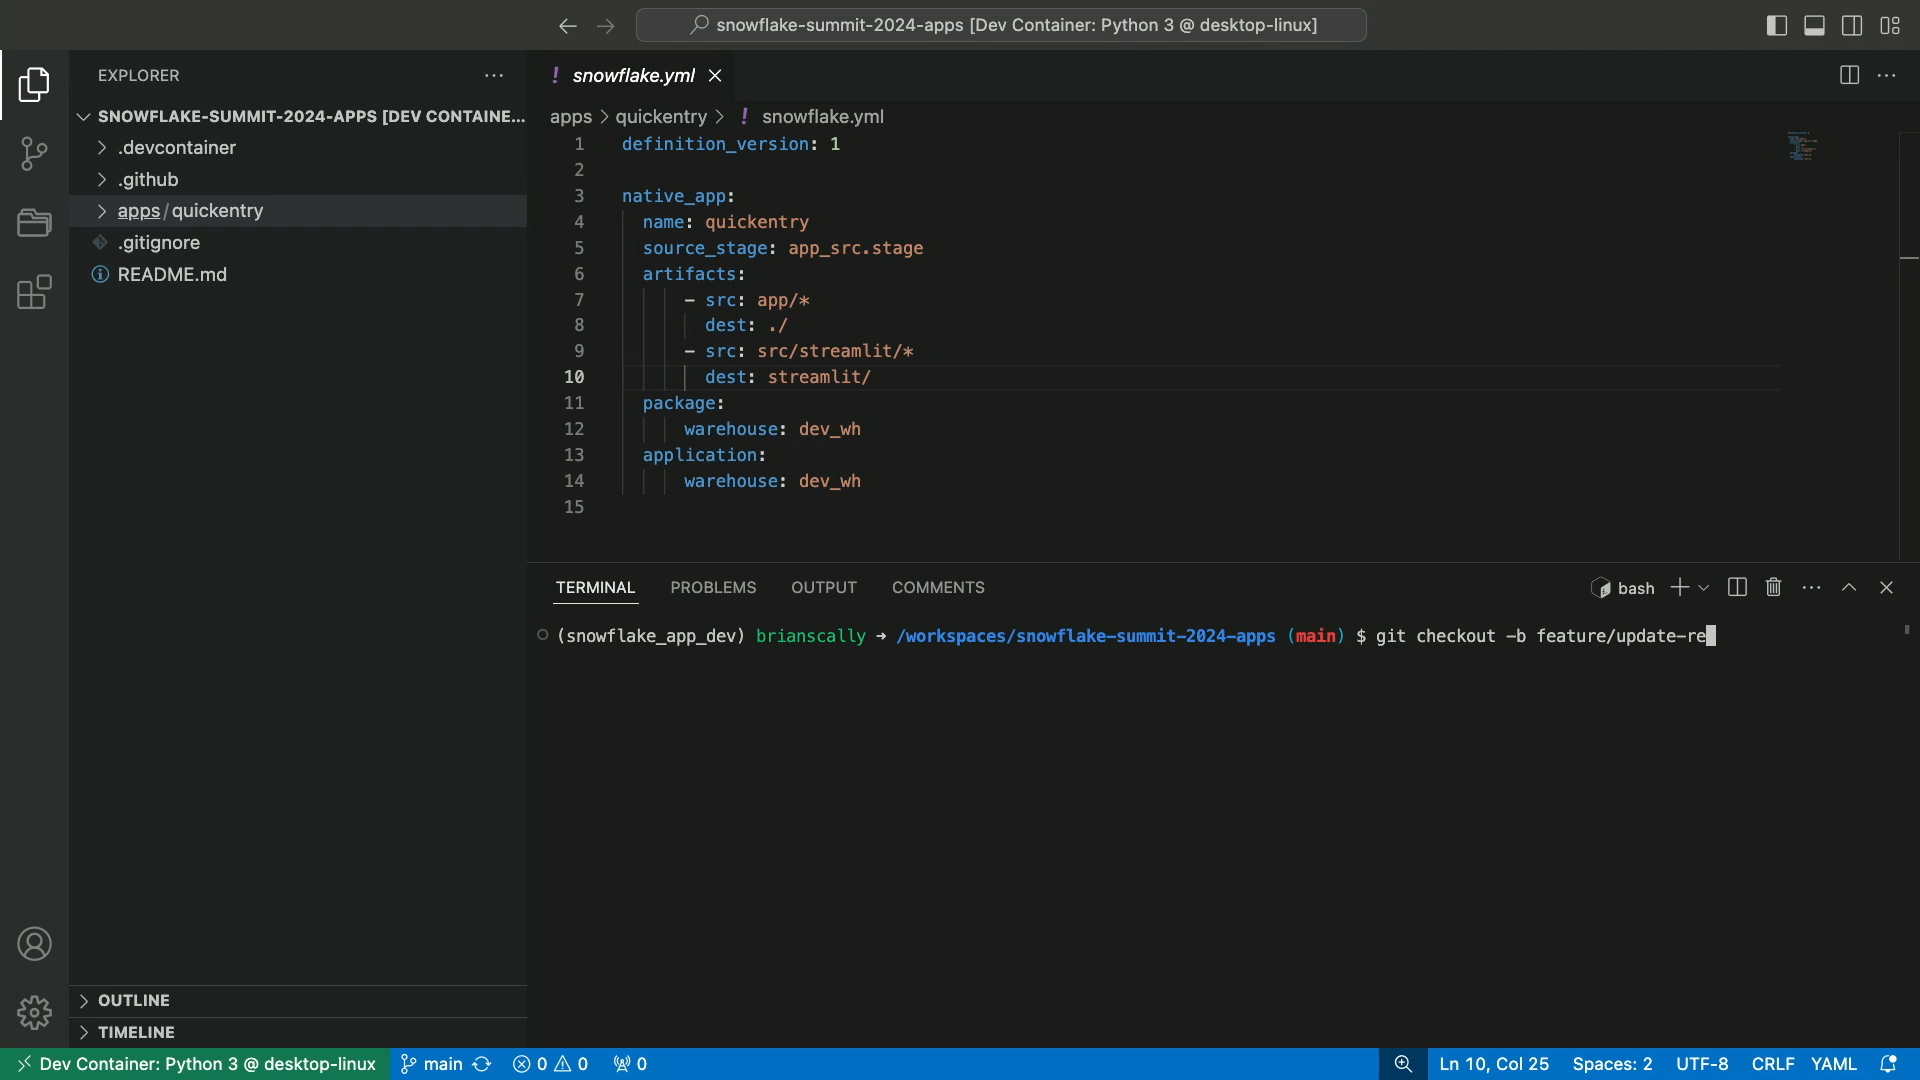 snowflake-summit-2024-apps [Dev Container: Python 3 @ desktop-linux]
EXPLORER
SNOWFLAKE-SUMMIT-2024-APPS [DEV CONTAINE...
.devcontainer
.github
apps / quickentry
.gitignore
README.md
OUTLINE
TIMELINE
! snowflake.yml
apps > quickentry > ! snowflake.yml
1 definition_version: 1
2
3 native_app:
4 name: quickentry
5 source_stage: app_src.stage
6 artifacts:
7 - src: app/*
8 dest: ./
9 - src: src/streamlit/*
10 dest: streamlit/
11 package:
12 warehouse: dev_wh
13 application:
14 warehouse: dev_wh
15
TERMINAL PROBLEMS OUTPUT COMMENTS bash
(snowflake_app_dev) brianscally → /workspaces/snowflake-summit-2024-apps (main) $ git checkout -b feature/update-re
Dev Container: Python 3 @ desktop-linux main 0 0 0 Ln 10, Col 25 Spaces: 2 UTF-8 CRLF YAML